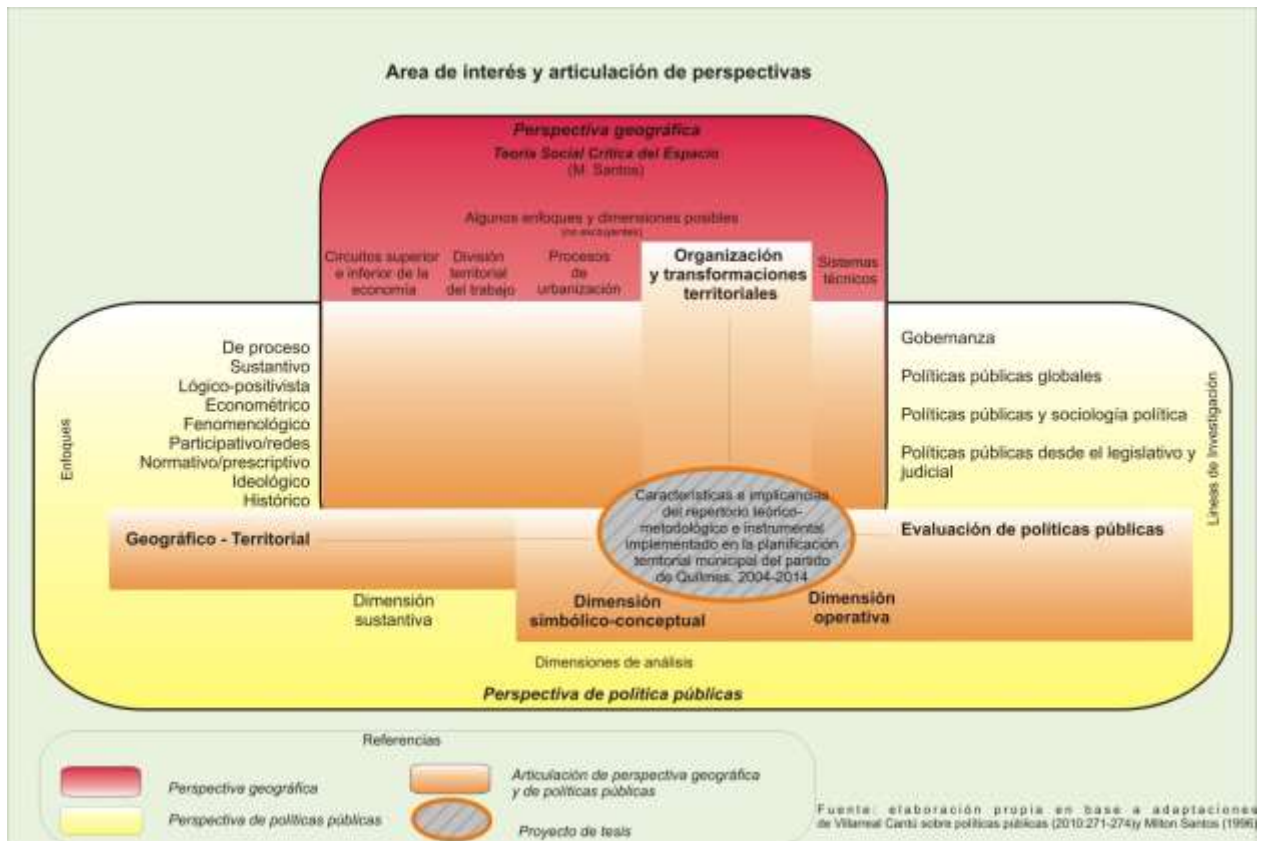 Area de interés y articulación de perspectivas
Perspectiva geográfica
Teoría Social Crítica del Espacio
(M. Santos)
Algunos enfoques y dimensiones posibles
(no excluyentes)
Circuitos superior
e inferior de la
economía
División
territorial
del trabajo
Procesos
de
urbanización
Organización
y transformaciones
territoriales
Sistemas
técnicos
Enfoques
De proceso
Sustantivo
Lógico-positivista
Econométrico
Fenomenológico
Participativo/redes
Normativo/prescriptivo
Ideológico
Histórico
Geográfico - Territorial
Gobernanza
Políticas públicas globales
Políticas públicas y sociología política
Políticas públicas desde el legislativo y
judicial
Evaluación de políticas públicas
Líneas de Investigación
Características e implicancias
del repertorio teórico-
metodológico e instrumental
implementado en la planificación
territorial municipal del partido
de Quilmes, 2004-2014
Dimensión
sustantiva
Dimensión
simbólico-conceptual
Dimensión
operativa
Dimensiones de análisis
Perspectiva de política públicas
Referencias
Perspectiva geográfica
Perspectiva de políticas públicas
Articulación de perspectiva geográfica
y de políticas públicas
Proyecto de tesis
Fuente: elaboración propia en base a adaptaciones
de Villarreal Cantú sobre políticas públicas (2010:271-274)y Milton Santos (1996)